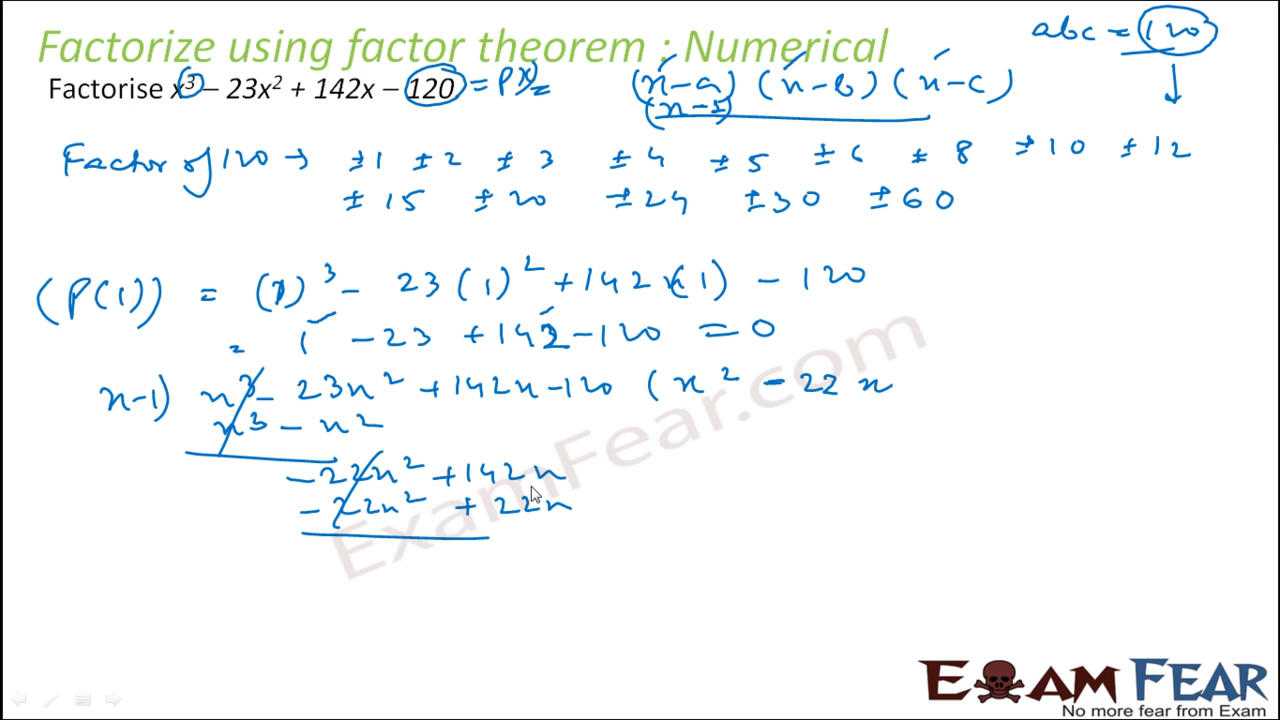 Factorize using factor theorem : Numerical
abc = 120
Factorise x³ – 23x² + 142x – 120 = P(x) =
(x-a) (x-b) (x-c)
(x-5)
Factor of 120 → ±1 ±2 ±3 ±4 ±5 ±6 ±8 ±10 ±12
±15 ±20 ±24 ±30 ±60
(P(1)) = (1)³ - 23(1)² + 142x(1) - 120
= 1 - 23 + 142 - 120 = 0
x-1) x³ - 23x² + 142x - 120 ( x² - 22x
x³ - x²
-22x² + 142x
-22x² + 22x
ExamFear.com
EXAM FEAR
No more fear from Exam